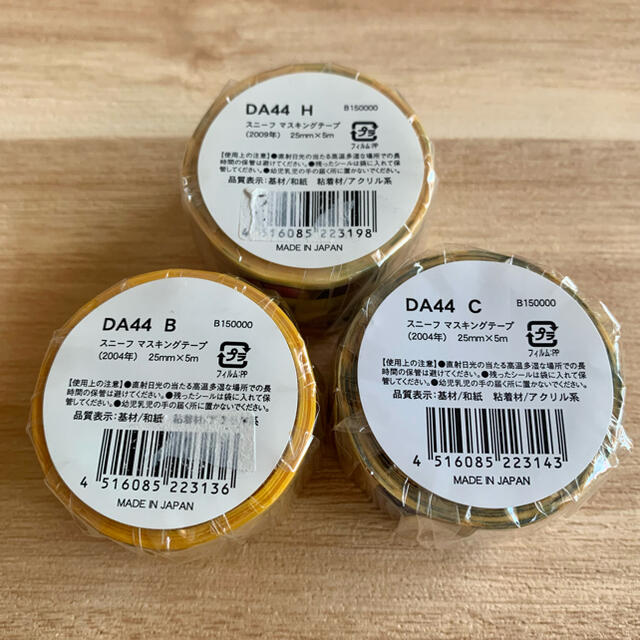 DA44 H B150000
スニーフ マスキングテープ
(2009年) 25mm×5m
プラ
フィルム:PP
【使用上の注意】●直射日光の当たる高温多湿な場所での長
時間の保管は避けてください。●残ったシールは袋に入れて保
管してください。●幼児乳児の手の届く所に置かないでください。
品質表示:基材/和紙 粘着材/アクリル系
4 516085 223198
MADE IN JAPAN
DA44 B B150000
スニーフ マスキングテープ
(2004年) 25mm×5m
プラ
フィルム:PP
【使用上の注意】●直射日光の当たる高温多湿な場所での長
時間の保管は避けてください。●残ったシールは袋に入れて保
管してください。●幼児乳児の手の届く所に置かないでください。
品質表示:基材/和紙 粘着材/アクリル系
4 516085 223136
MADE IN JAPAN
DA44 C B150000
スニーフ マスキングテープ
(2004年) 25mm×5m
プラ
フィルム:PP
【使用上の注意】●直射日光の当たる高温多湿な場所での長
時間の保管は避けてください。●残ったシールは袋に入れて保
管してください。●幼児乳児の手の届く所に置かないでください。
品質表示:基材/和紙 粘着材/アクリル系
4 516085 223143
MADE IN JAPAN